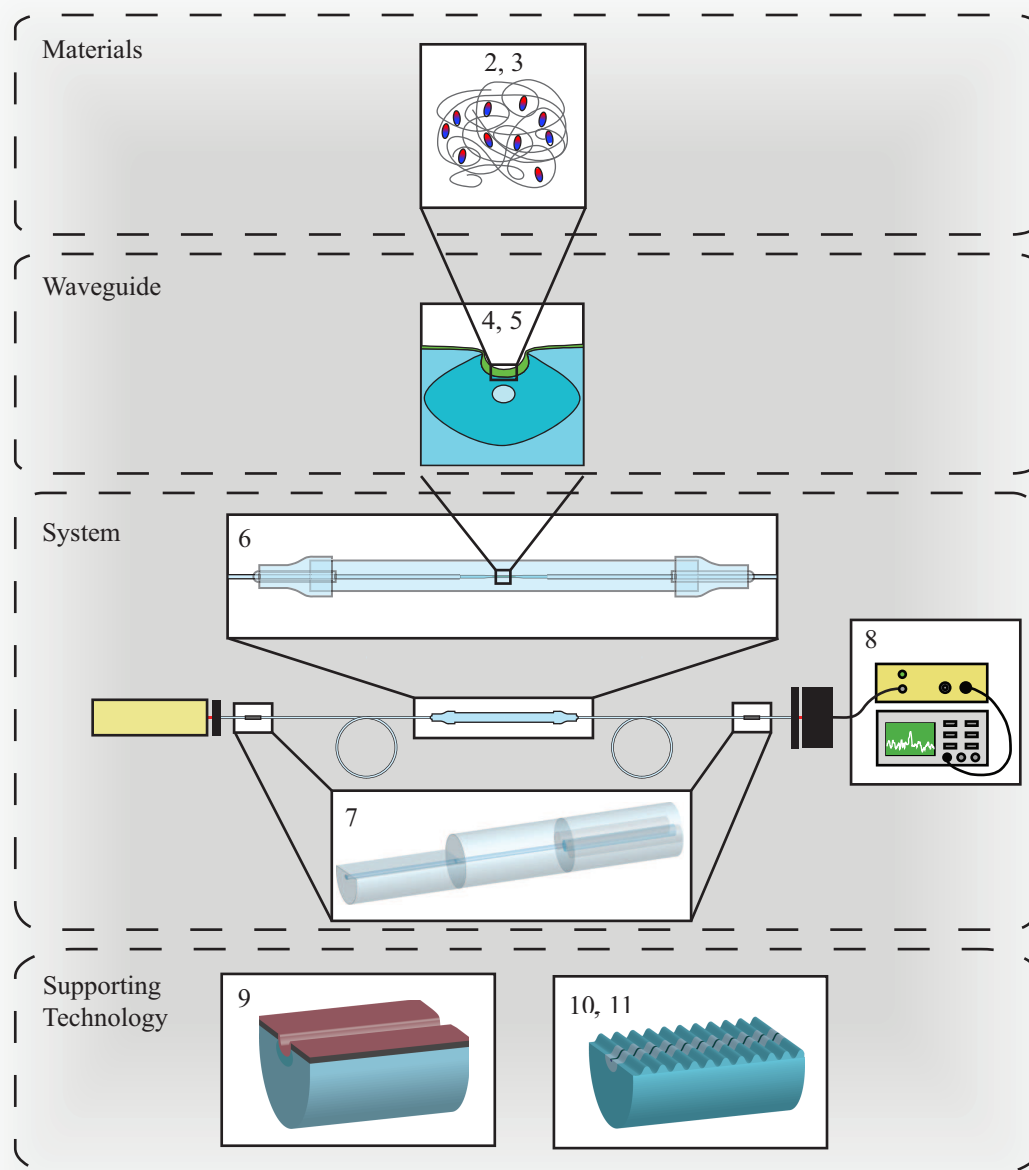 Materials
2, 3
Waveguide
4, 5
System
6
8
7
Supporting
Technology
9
10, 11